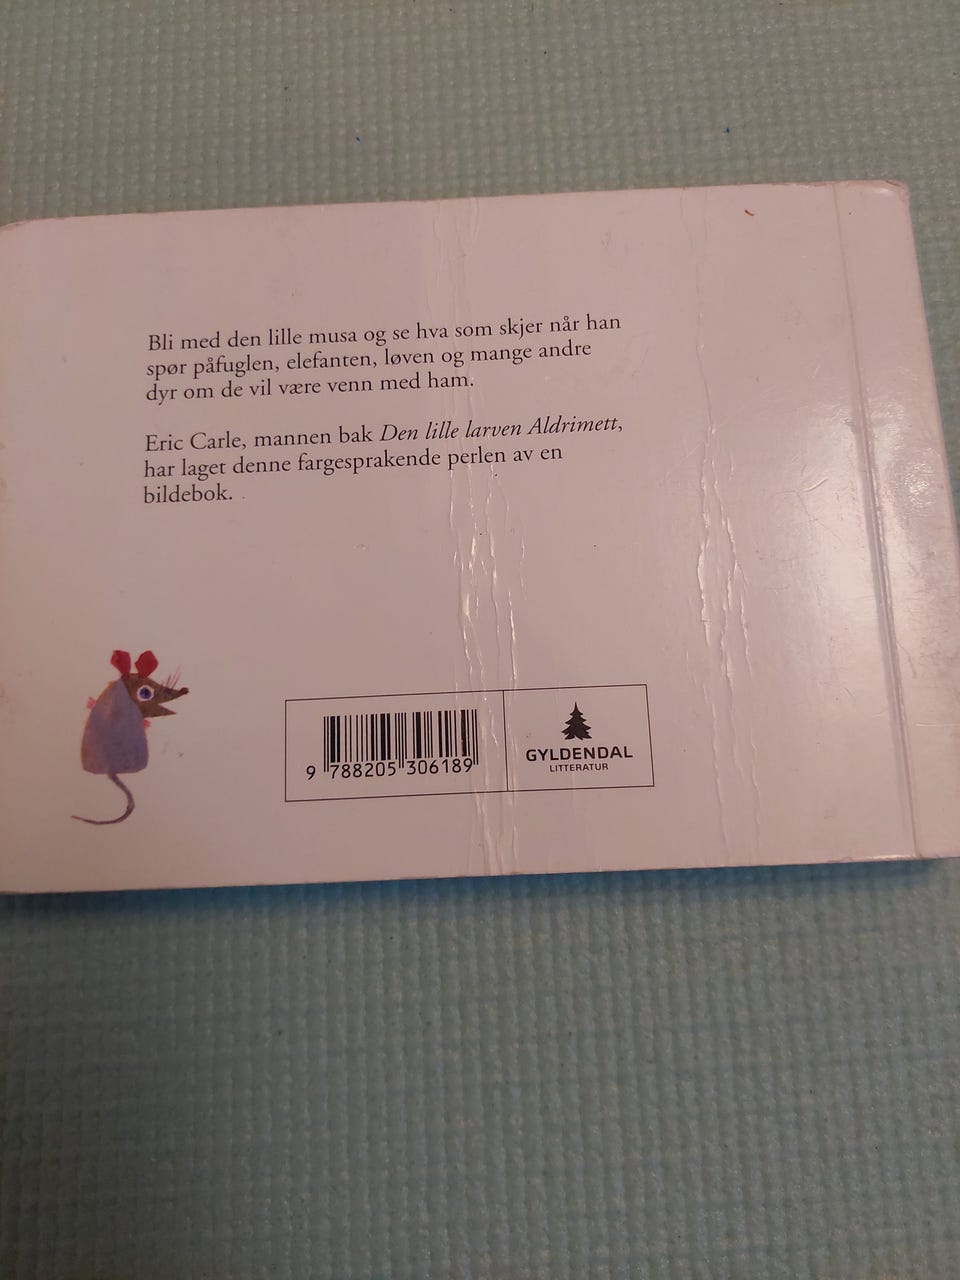 Bli med den lille musa og se hva som skjer når han
spør påfuglen, elefanten, løven og mange andre
dyr om de vil være venn med ham.
Eric Carle, mannen bak Den lille larven Aldrimett,
har laget denne fargesprakende perlen av en
bildebok.
9 788205 306189
GYLDENDAL
LITTERATUR